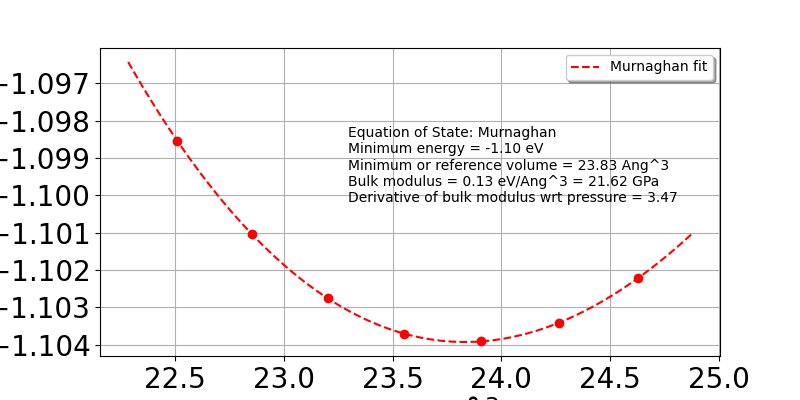 Murnaghan fit
−1.097
−1.098
−1.099
−1.100
−1.101
−1.102
−1.103
−1.104
Equation of State: Murnaghan
Minimum energy = -1.10 eV
Minimum or reference volume = 23.83 Ang^3
Bulk modulus = 0.13 eV/Ang^3 = 21.62 GPa
Derivative of bulk modulus wrt pressure = 3.47
22.5 23.0 23.5 24.0 24.5 25.0